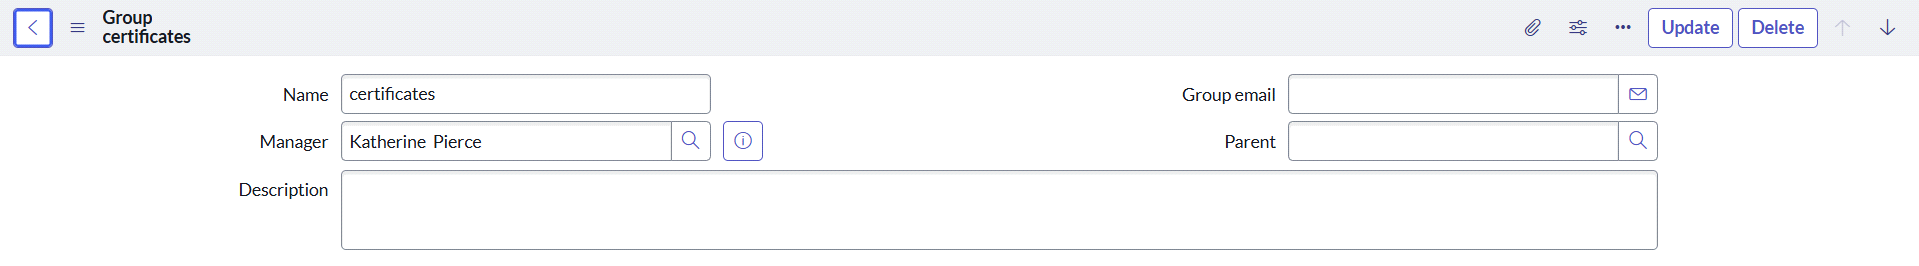 Group
certificates
Update
Delete
Name
certificates
Group email
Manager
Katherine Pierce
Parent
Description